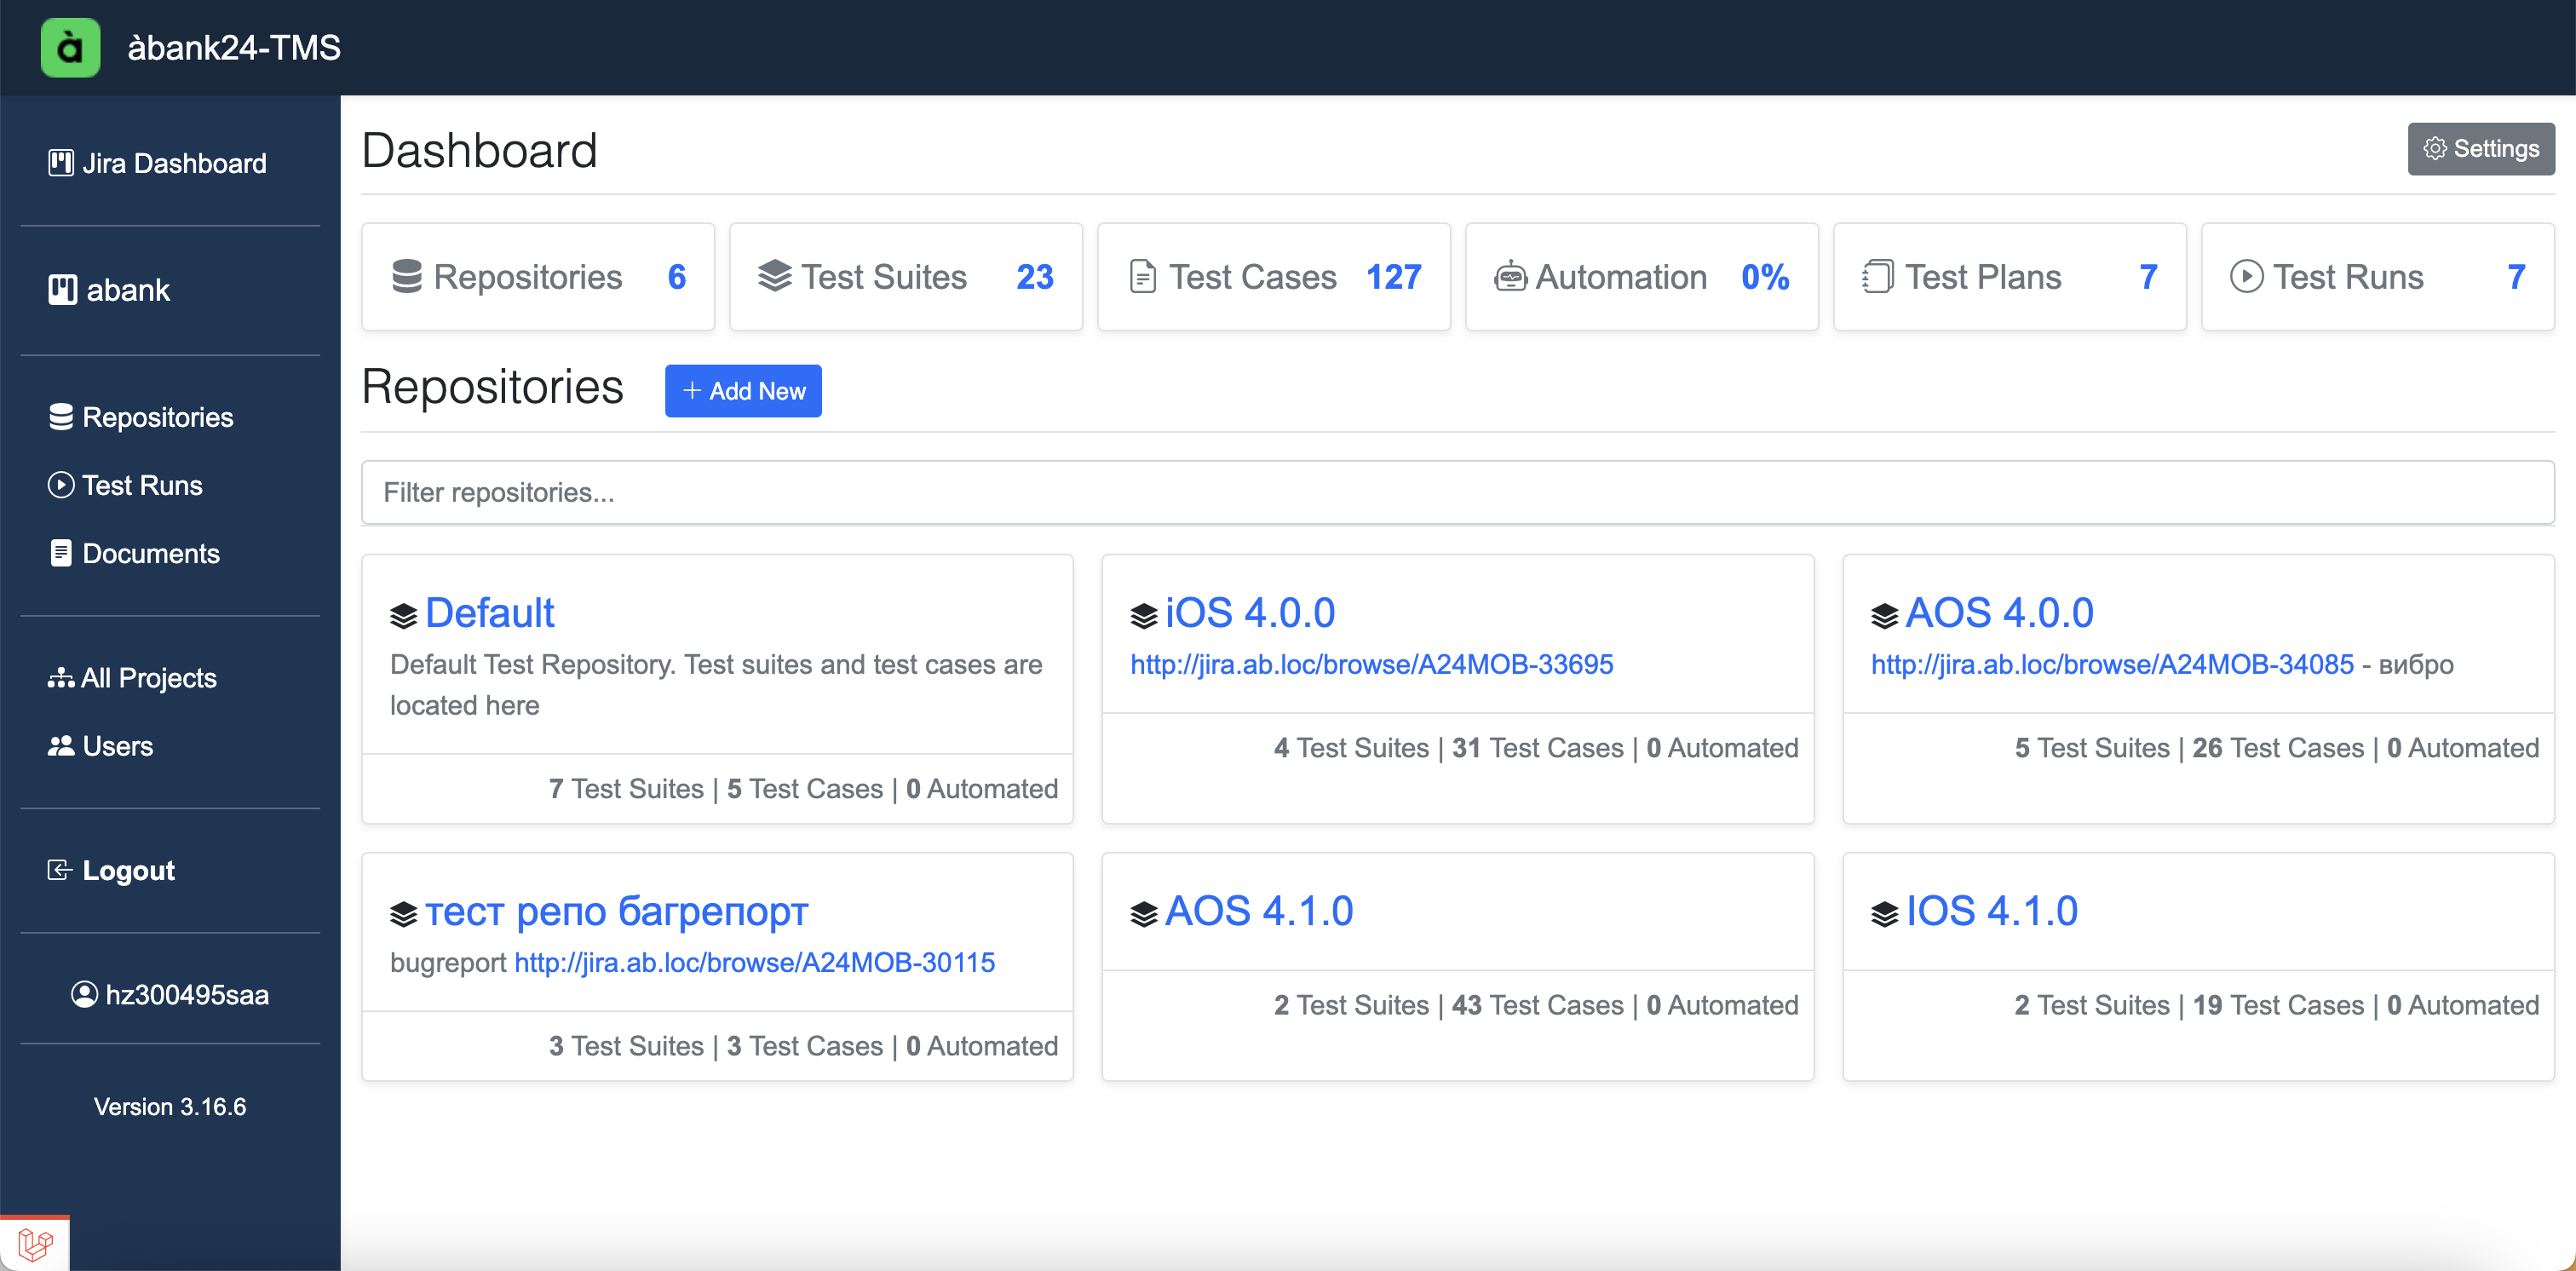 à àbank24-TMS
Jira Dashboard
abank
Repositories
Test Runs
Documents
All Projects
Users
Logout
hz300495saa
Version 3.16.6
Dashboard
Settings
Repositories 6
Test Suites 23
Test Cases 127
Automation 0%
Test Plans 7
Test Runs 7
Repositories
+ Add New
Filter repositories...
Default
Default Test Repository. Test suites and test cases are
located here
7 Test Suites | 5 Test Cases | 0 Automated
iOS 4.0.0
http://jira.ab.loc/browse/A24MOB-33695
4 Test Suites | 31 Test Cases | 0 Automated
AOS 4.0.0
http://jira.ab.loc/browse/A24MOB-34085 - вибро
5 Test Suites | 26 Test Cases | 0 Automated
тест репо багрепорт
bugreport http://jira.ab.loc/browse/A24MOB-30115
3 Test Suites | 3 Test Cases | 0 Automated
AOS 4.1.0
2 Test Suites | 43 Test Cases | 0 Automated
IOS 4.1.0
2 Test Suites | 19 Test Cases | 0 Automated